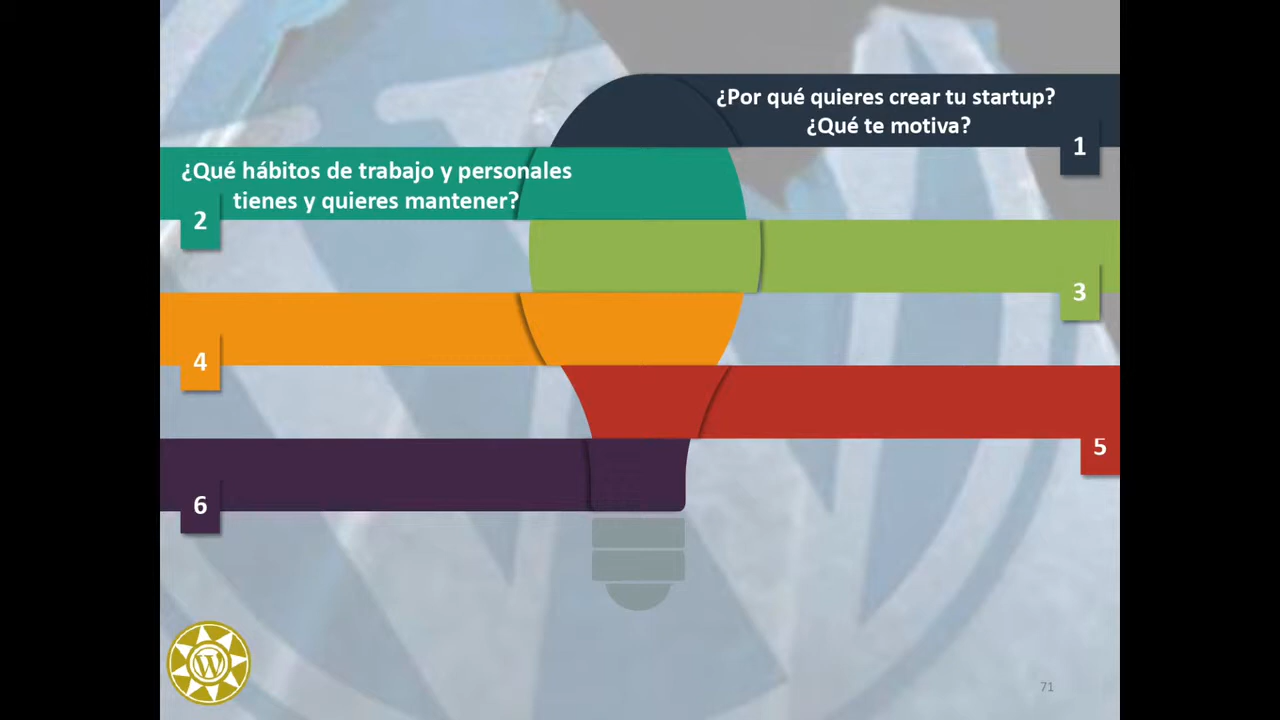 ¿Por qué quieres crear tu startup?
¿Qué te motiva?
1
¿Qué hábitos de trabajo y personales
tienes y quieres mantener?
2
3
4
5
6
W
71